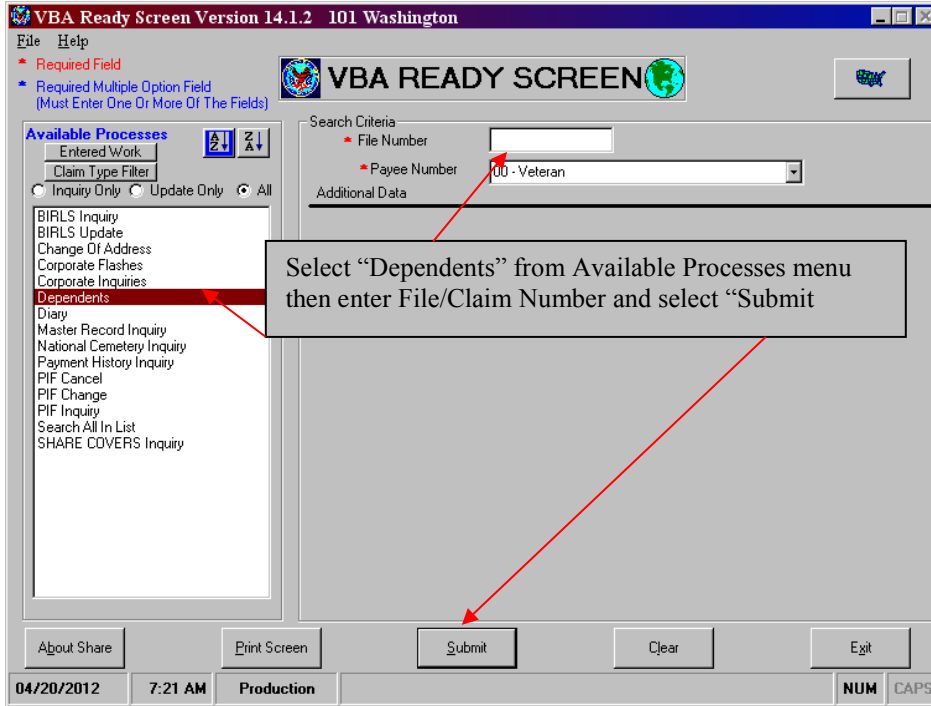 VBA Ready Screen Version 14.1.2 101 Washington
File Help
* Required Field
* Required Multiple Option Field
(Must Enter One Or More Of The Fields)
VBA READY SCREEN
Available Processes
Entered Work
Claim Type Filter
A Z
Z A
Inquiry Only Update Only All
BIRLS Inquiry
BIRLS Update
Change Of Address
Corporate Flashes
Corporate Inquiries
Dependents
Diary
Master Record Inquiry
National Cemetery Inquiry
Payment History Inquiry
PIF Cancel
PIF Change
PIF Inquiry
Search All In List
SHARE COVERS Inquiry
Search Criteria
* File Number
* Payee Number 00 - Veteran
Additional Data
Select “Dependents” from Available Processes menu
then enter File/Claim Number and select “Submit
About Share Print Screen Submit Clear Exit
04/20/2012 7:21 AM Production NUM CAPS